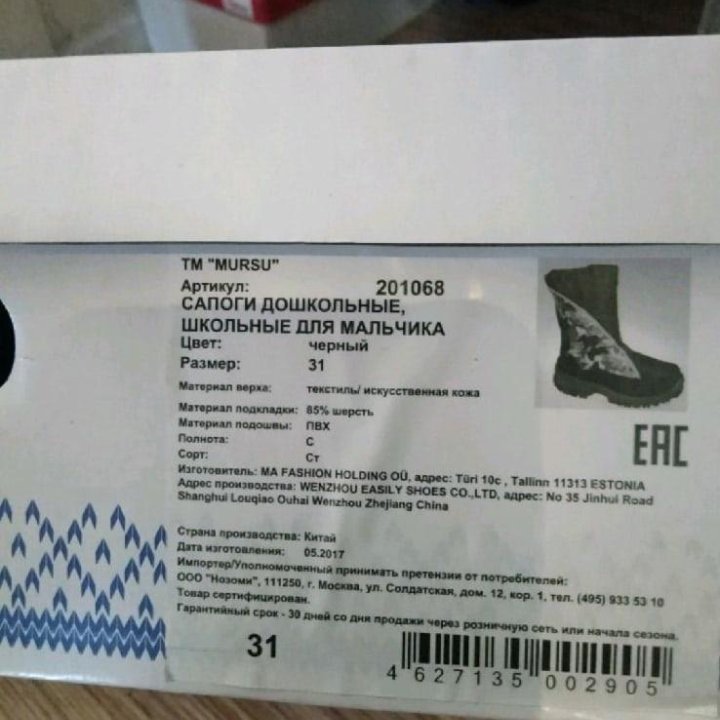 ТМ "MURSU"
Артикул: 201068
САПОГИ ДОШКОЛЬНЫЕ,
ШКОЛЬНЫЕ ДЛЯ МАЛЬЧИКА
Цвет: черный
Размер: 31
Материал верха: текстиль/ искусственная кожа
Материал подкладки: 85% шерсть
Материал подошвы: ПВХ
Полнота: С
Сорт: Ст
EAC
Изготовитель: MA FASHION HOLDING OÜ, адрес: Türi 10c , Tallinn 11313 ESTONIA
Адрес производства: WENZHOU EASILY SHOES CO.,LTD, адрес: No 35 Jinhui Road
Shanghui Louqiao Ouhai Wenzhou Zhejiang China
Страна производства: Китай
Дата изготовления: 05.2017
Импортер/Уполномоченный принимать претензии от потребителей:
ООО "Нозоми", 111250, г. Москва, ул. Солдатская, дом. 12, кор. 1, тел. (495) 933 53 10
Товар сертифицирован.
Гарантийный срок - 30 дней со дня продажи через розничную сеть или начала сезона.
31
4 627135 002905